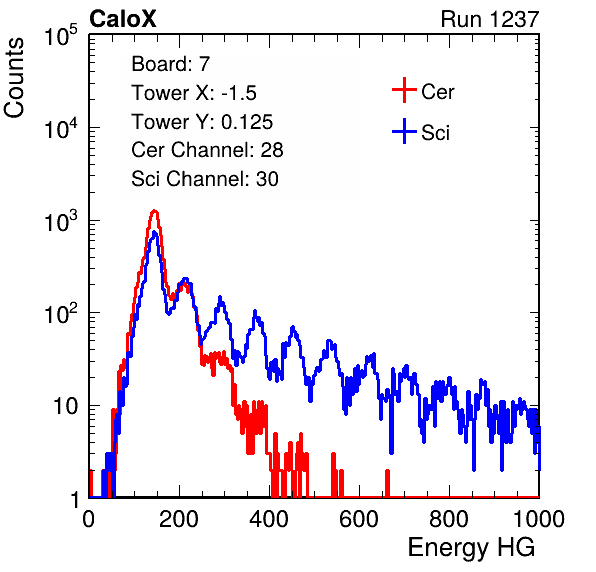 CaloX Run 1237
Counts
10^5
10^4
10^3
10^2
10
1
Board: 7
Tower X: -1.5
Tower Y: 0.125
Cer Channel: 28
Sci Channel: 30
Cer
Sci
0 200 400 600 800 1000
Energy HG